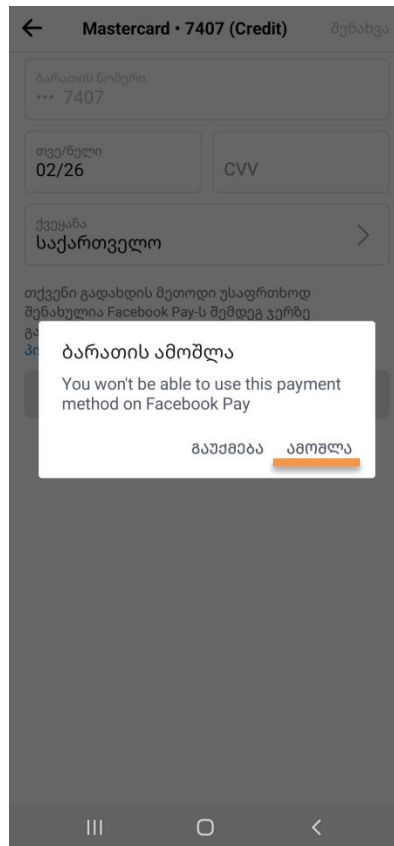 Mastercard • 7407 (Credit)
შენახვა
ბარათის ნომერი
••• 7407
თვე/წელი
02/26
CVV
ქვეყანა
საქართველო
თქვენი გადახდის მეთოდი უსაფრთხოდ
შენახულია Facebook Pay-ს შემდეგ ჯერზე
ბარათის ამოშლა
You won't be able to use this payment
method on Facebook Pay
გაუქმება
ამოშლა